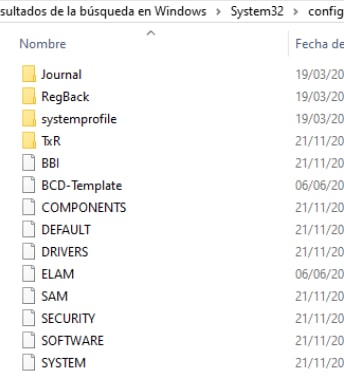 sultados de la búsqueda en Windows > System32 > config
Nombre Fecha de
Journal 19/03/20
RegBack 19/03/20
systemprofile 19/03/20
TxR 21/11/20
BBI 21/11/20
BCD-Template 06/06/20
COMPONENTS 21/11/20
DEFAULT 21/11/20
DRIVERS 21/11/20
ELAM 06/06/20
SAM 21/11/20
SECURITY 21/11/20
SOFTWARE 21/11/20
SYSTEM 21/11/20